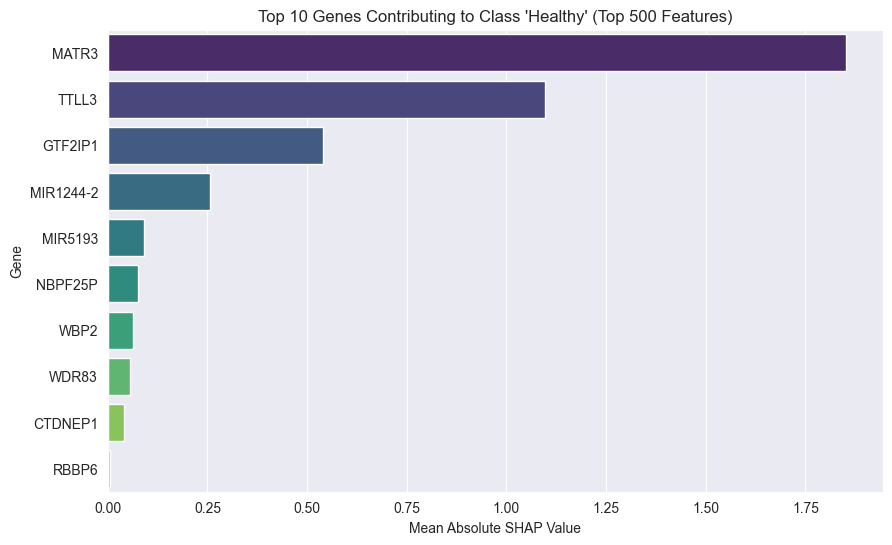 Top 10 Genes Contributing to Class 'Healthy' (Top 500 Features)
Gene
MATR3
TTLL3
GTF2IP1
MIR1244-2
MIR5193
NBPF25P
WBP2
WDR83
CTDNEP1
RBBP6
0.00 0.25 0.50 0.75 1.00 1.25 1.50 1.75
Mean Absolute SHAP Value